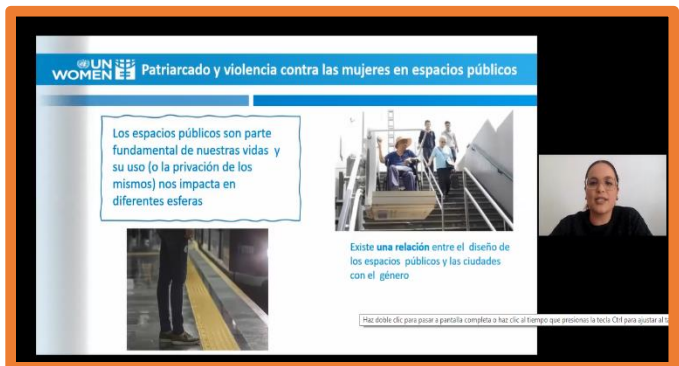 UN
WOMEN
Patriarcado y violencia contra las mujeres en espacios públicos
Los espacios públicos son parte
fundamental de nuestras vidas y
su uso (o la privación de los
mismos) nos impacta en
diferentes esferas
Existe una relación entre el diseño de
los espacios públicos y las ciudades
con el género
Haz doble clic para pasar a pantalla completa o haz clic al tiempo que presionas la tecla Ctrl para ajustar al